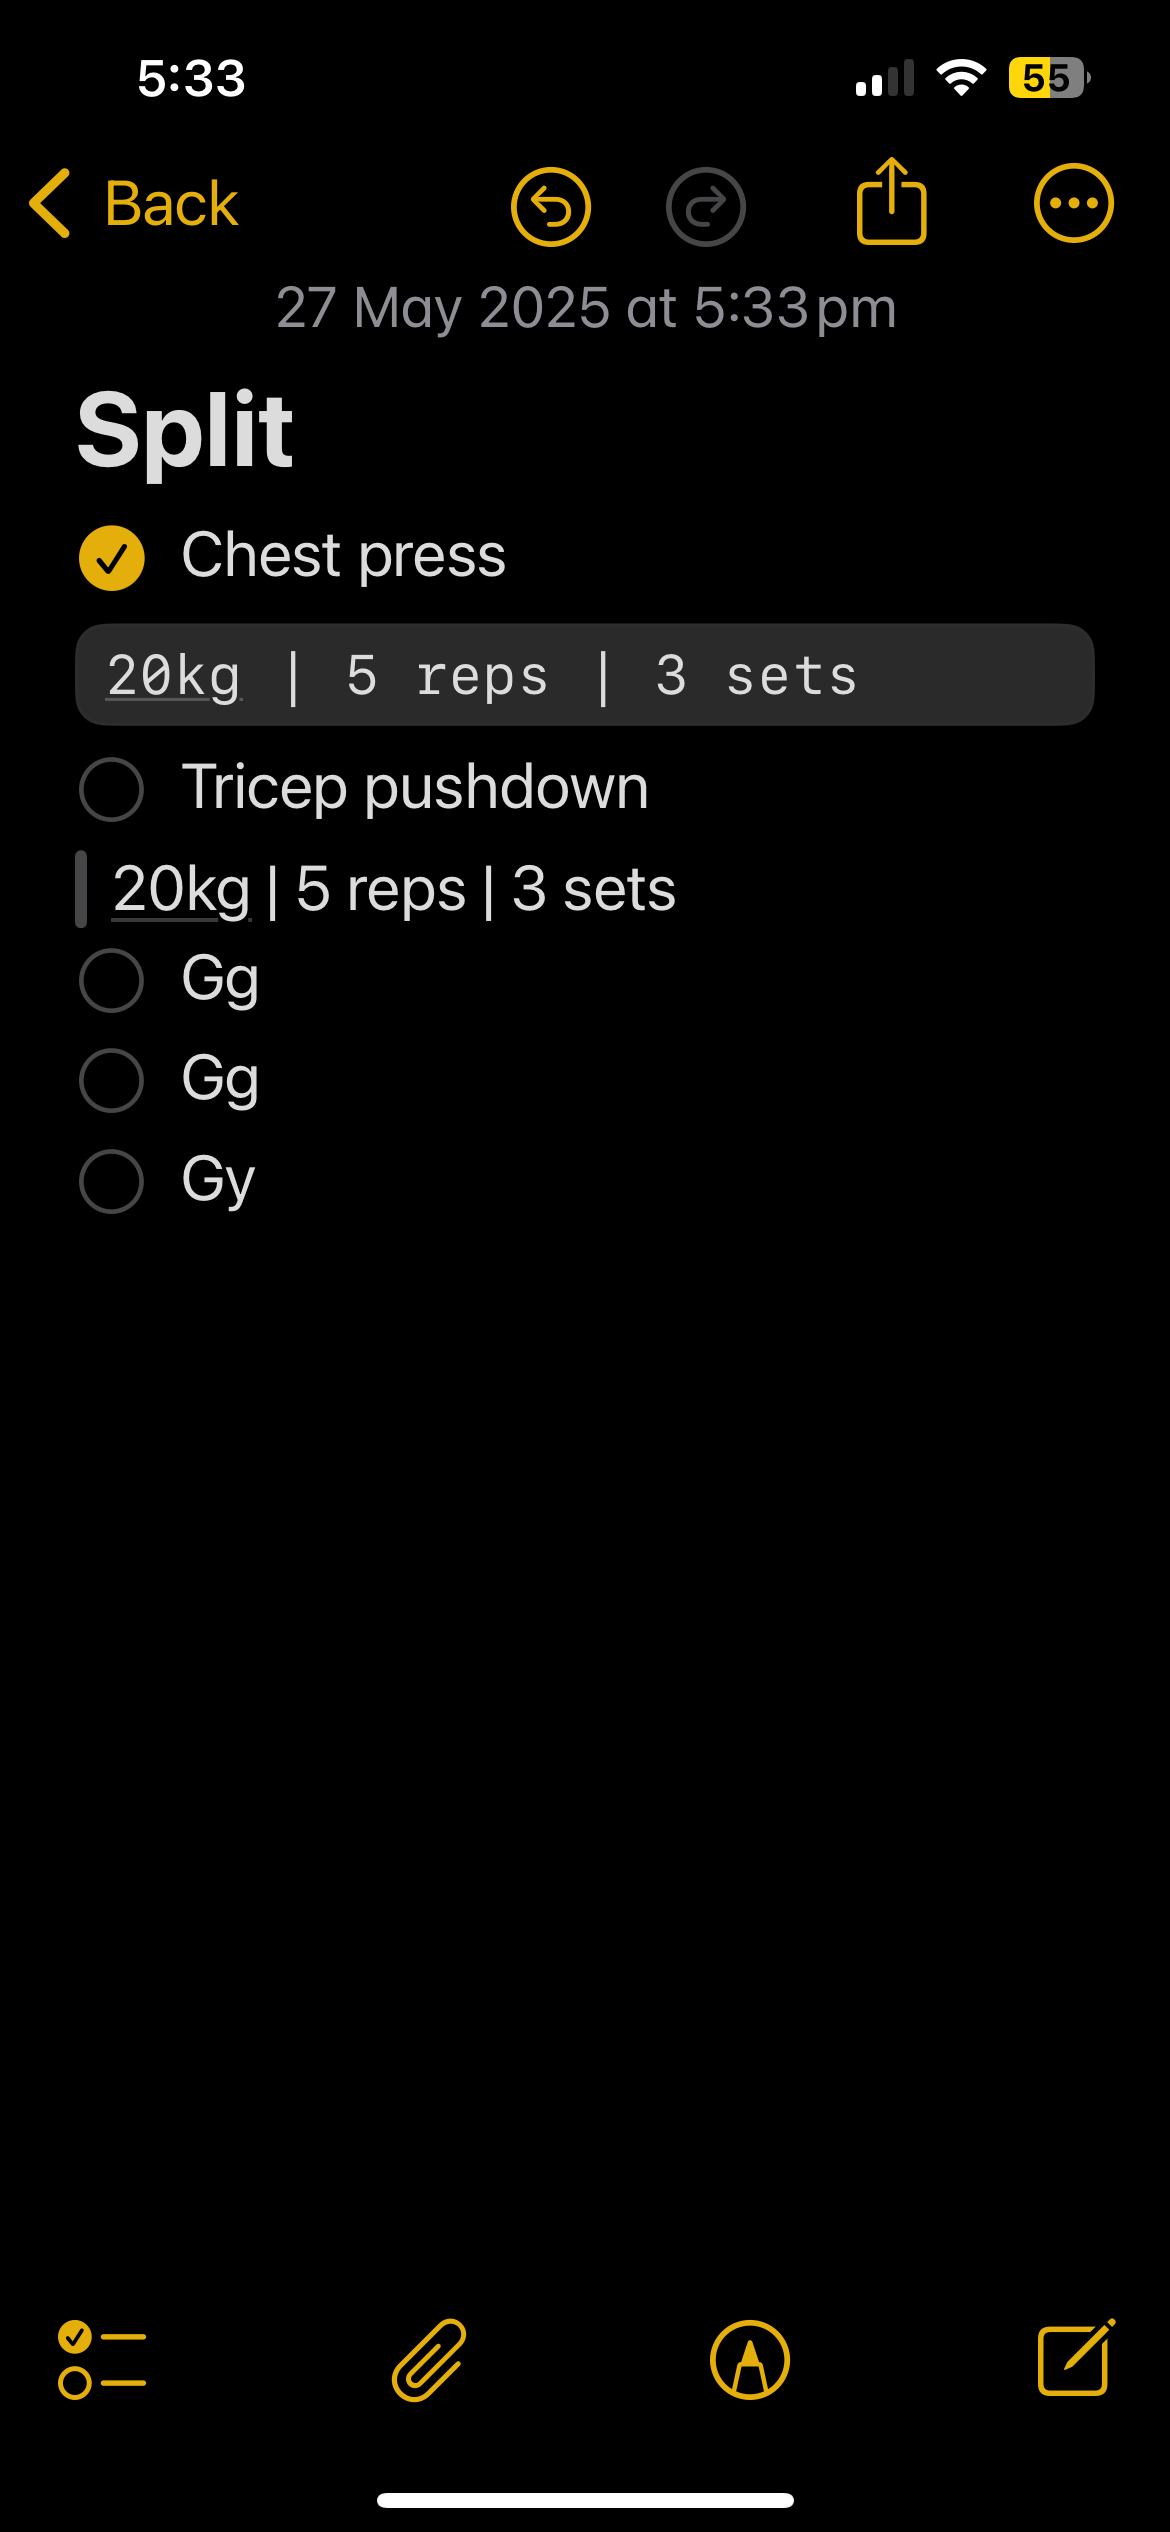 5:33
55
Back
27 May 2025 at 5:33 pm
Split
Chest press
20kg | 5 reps | 3 sets
Tricep pushdown
20kg | 5 reps | 3 sets
Gg
Gg
Gy